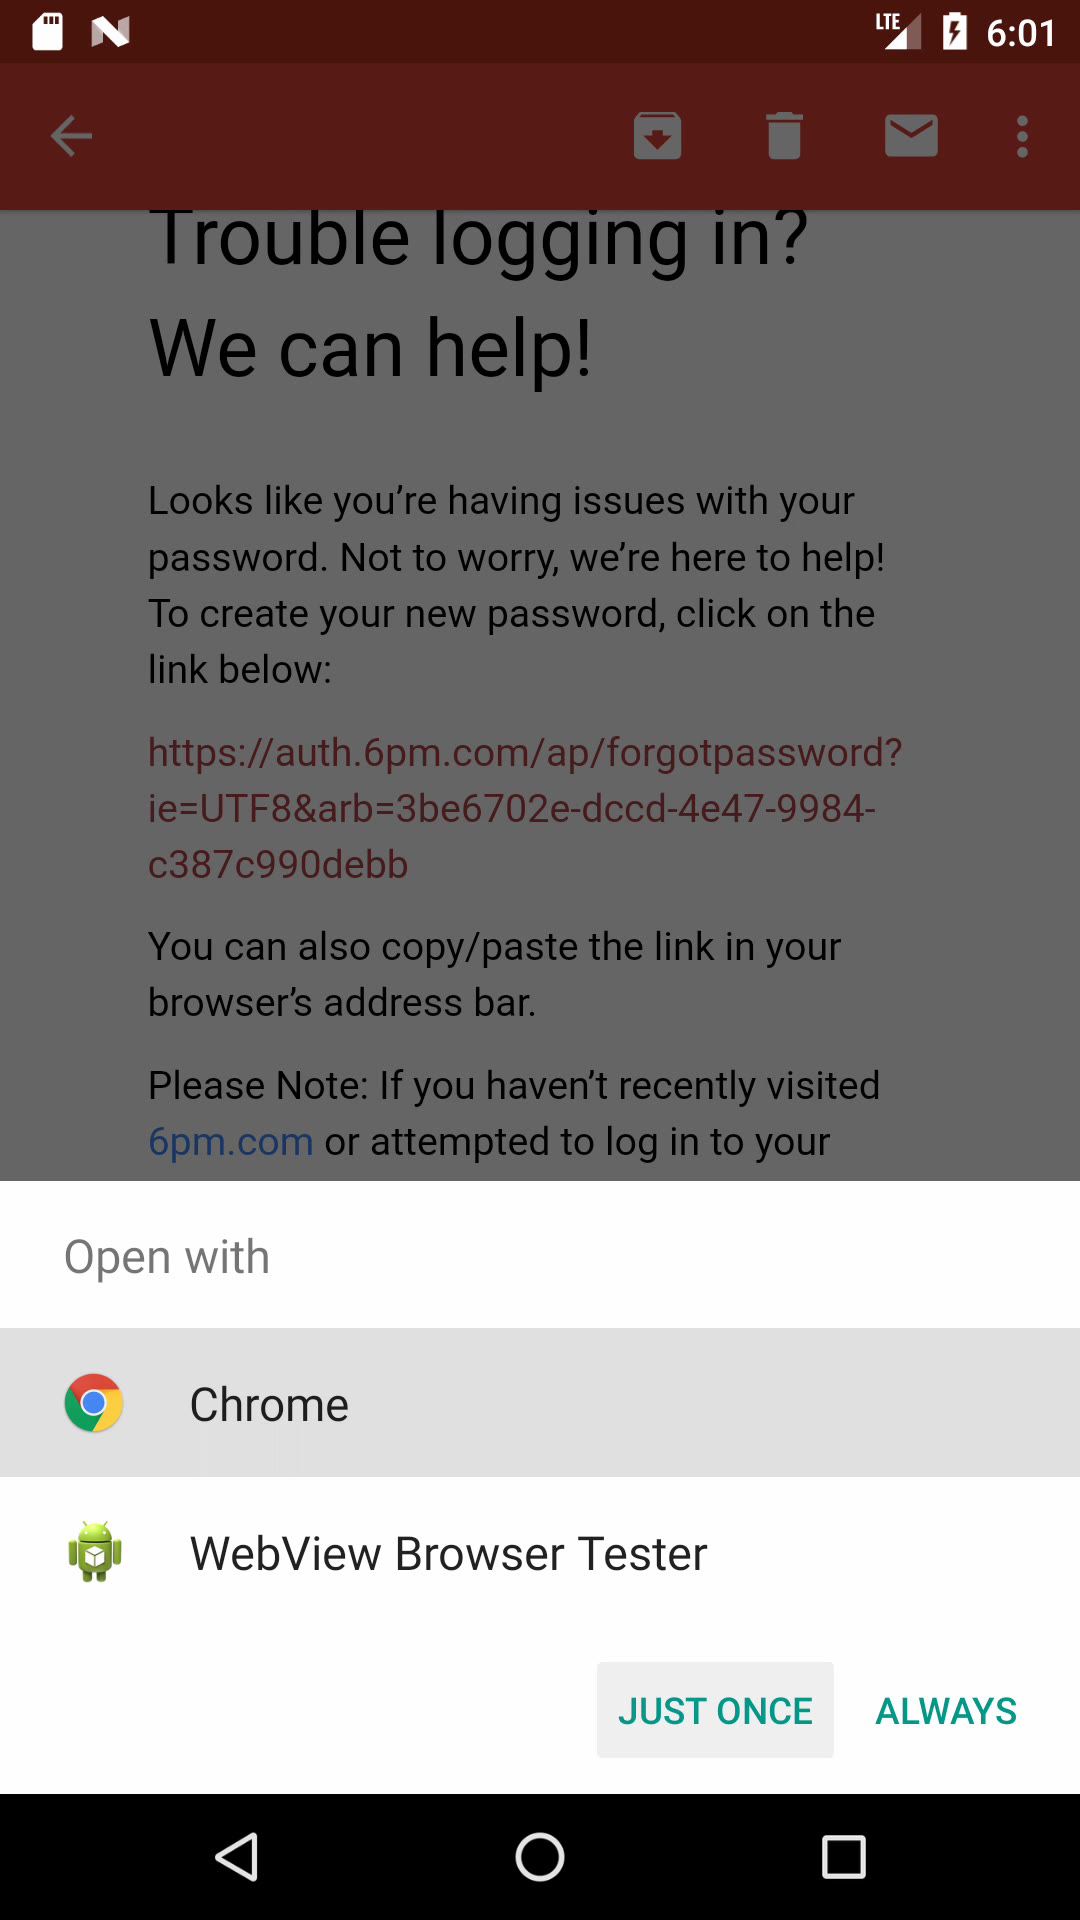 LTE 6:01
Trouble logging in?
We can help!
Looks like you’re having issues with your
password. Not to worry, we’re here to help!
To create your new password, click on the
link below:
https://auth.6pm.com/ap/forgotpassword?
ie=UTF8&arb=3be6702e-dccd-4e47-9984-
c387c990debb
You can also copy/paste the link in your
browser’s address bar.
Please Note: If you haven’t recently visited
6pm.com or attempted to log in to your
Open with
Chrome
WebView Browser Tester
JUST ONCE ALWAYS